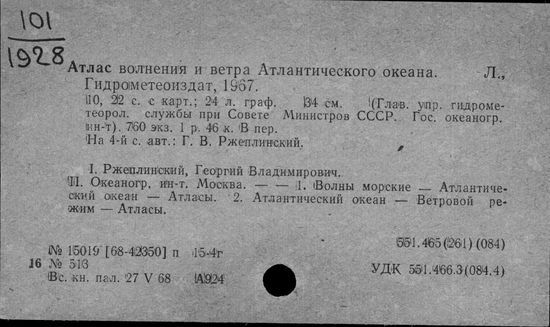 101
1928
Атлас волнения и ветра Атлантического океана. Л.,
Гидрометеоиздат, 1967.
10, 22 с. с карт.; 24 л. граф. 34 см. (Глав. упр. гидроме-
теорол. службы при Совете Министров СССР. Гос. океаногр.
ин-т). 760 экз. 1 р. 46 к. В пер.
На 4-й с. авт.: Г. В. Ржеплинский.
I. Ржеплинский, Георгий Владимирович.
II. Океаногр. ин-т. Москва. — — 1. Волны морские — Атлантиче-
ский океан — Атласы. 2. Атлантический океан — Ветровой ре-
жим — Атласы.
551.465(261)(084)
№ 15019 [68-42350] п 15-4г
16 № 513
УДК 551.466.3(084.4)
Вс. кн. пал. 27 V 68 А924